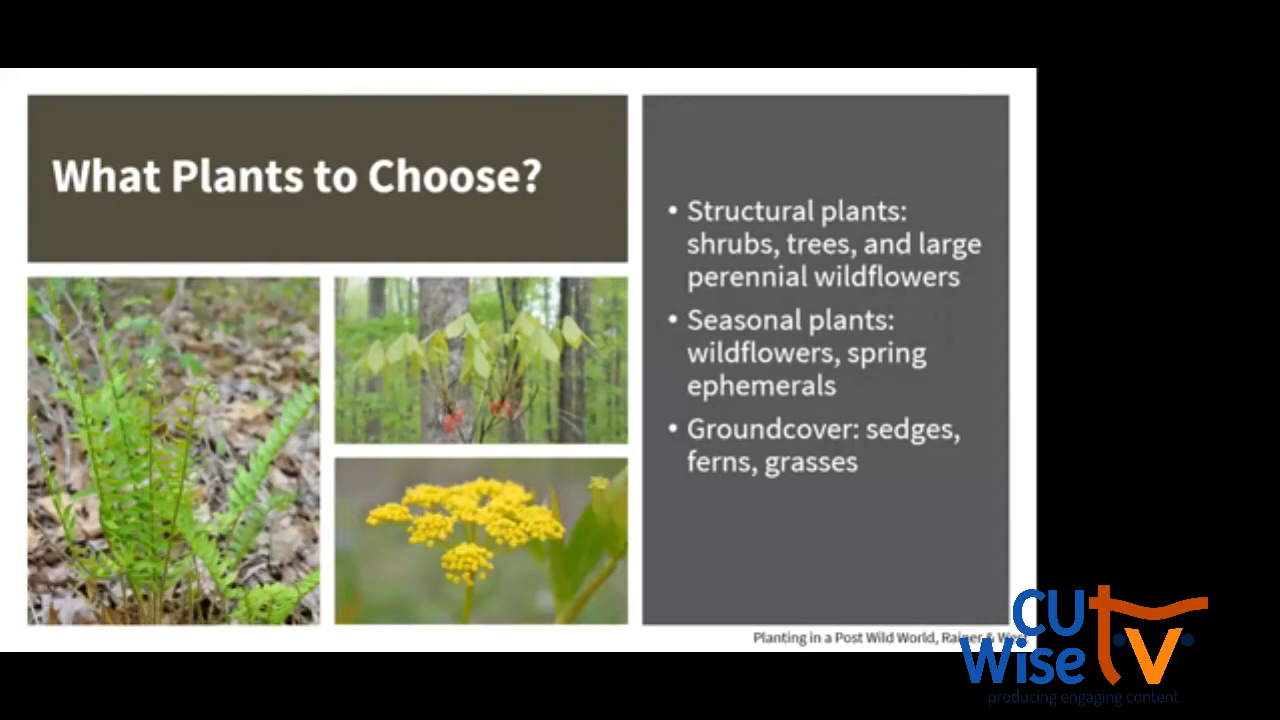 What Plants to Choose?
• Structural plants:
shrubs, trees, and large
perennial wildflowers
• Seasonal plants:
wildflowers, spring
ephemerals
• Groundcover: sedges,
ferns, grasses
Planting in a Post Wild World, Rainer &
CU
Wise tv
producing engaging content